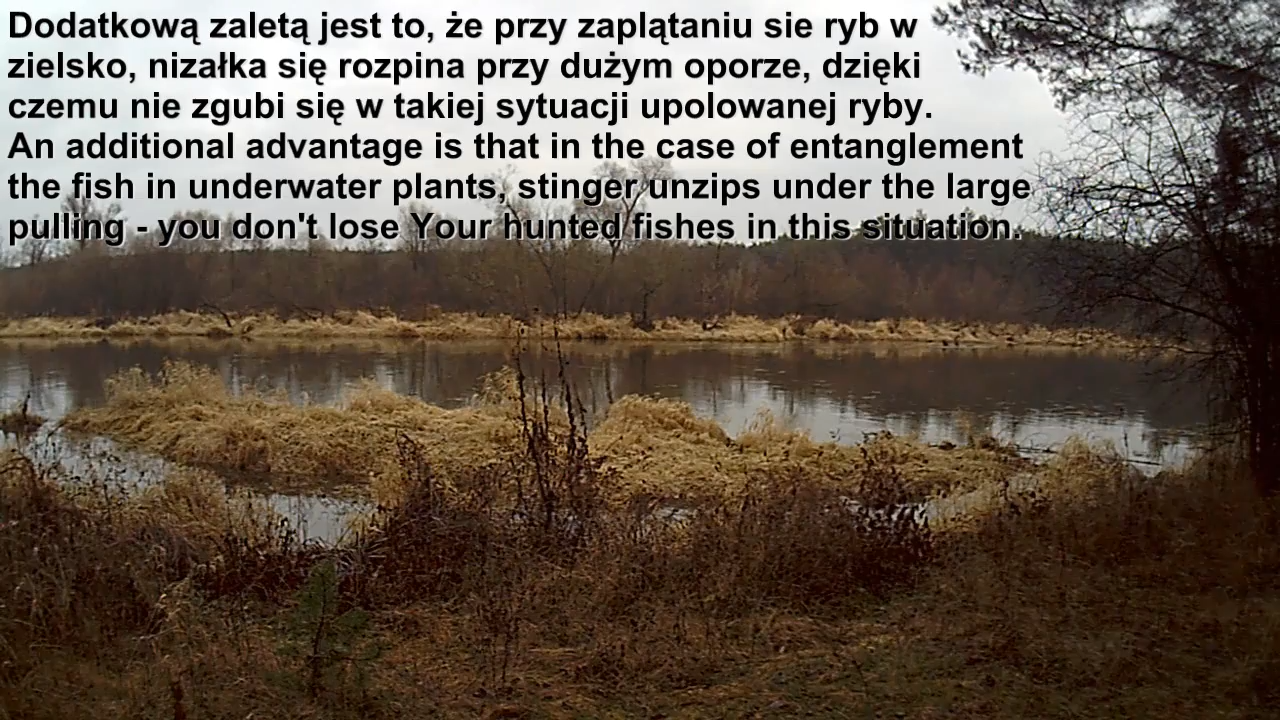 Dodatkową zaletą jest to, że przy zaplątaniu sie ryb w
zielsko, nizałka się rozpina przy dużym oporze, dzięki
czemu nie zgubi się w takiej sytuacji upolowanej ryby.
An additional advantage is that in the case of entanglement
the fish in underwater plants, stinger unzips under the large
pulling - you don't lose Your hunted fishes in this situation.